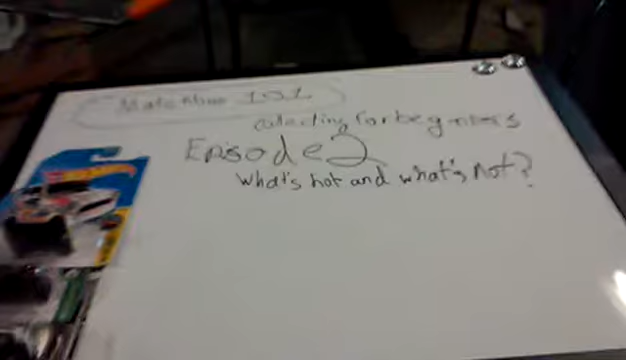 Matchbox 101
collecting for beginners
Episode 2
What's hot and what's Not?